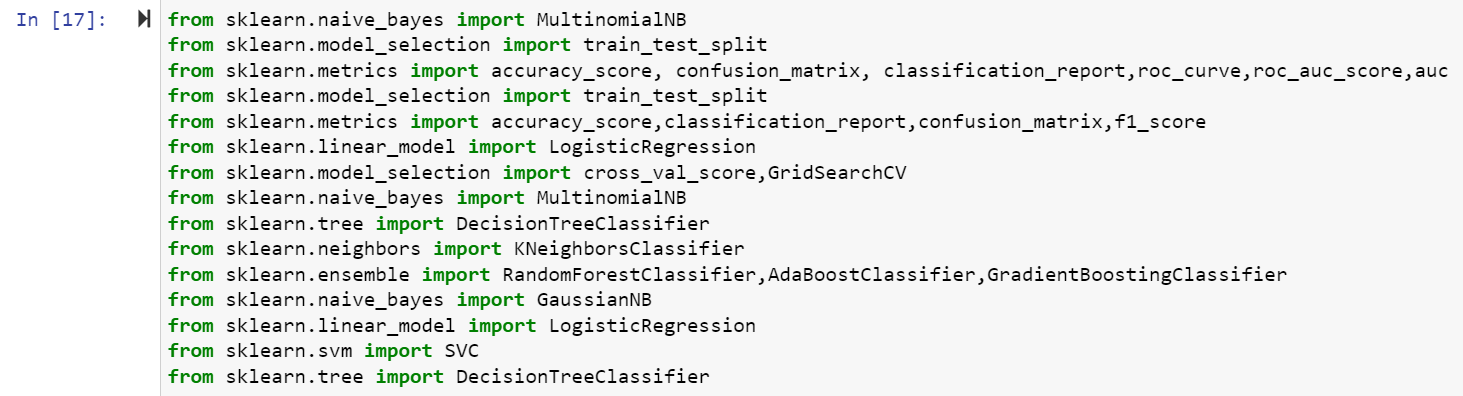 In [17]: from sklearn.naive_bayes import MultinomialNB
from sklearn.model_selection import train_test_split
from sklearn.metrics import accuracy_score, confusion_matrix, classification_report,roc_curve,roc_auc_score,auc
from sklearn.model_selection import train_test_split
from sklearn.metrics import accuracy_score,classification_report,confusion_matrix,f1_score
from sklearn.linear_model import LogisticRegression
from sklearn.model_selection import cross_val_score,GridSearchCV
from sklearn.naive_bayes import MultinomialNB
from sklearn.tree import DecisionTreeClassifier
from sklearn.neighbors import KNeighborsClassifier
from sklearn.ensemble import RandomForestClassifier,AdaBoostClassifier,GradientBoostingClassifier
from sklearn.naive_bayes import GaussianNB
from sklearn.linear_model import LogisticRegression
from sklearn.svm import SVC
from sklearn.tree import DecisionTreeClassifier